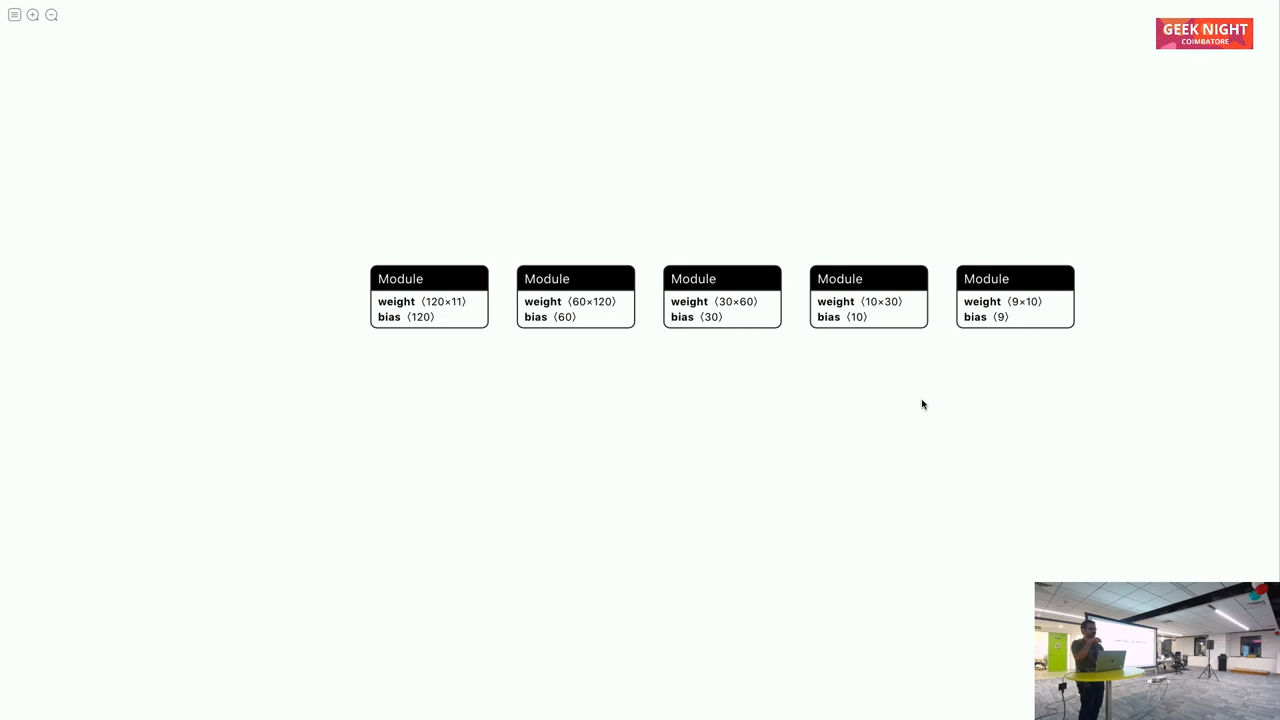 GEEK NIGHT
COIMBATORE
Module
weight ⟨120×11⟩
bias ⟨120⟩
Module
weight ⟨60×120⟩
bias ⟨60⟩
Module
weight ⟨30×60⟩
bias ⟨30⟩
Module
weight ⟨10×30⟩
bias ⟨10⟩
Module
weight ⟨9×10⟩
bias ⟨9⟩